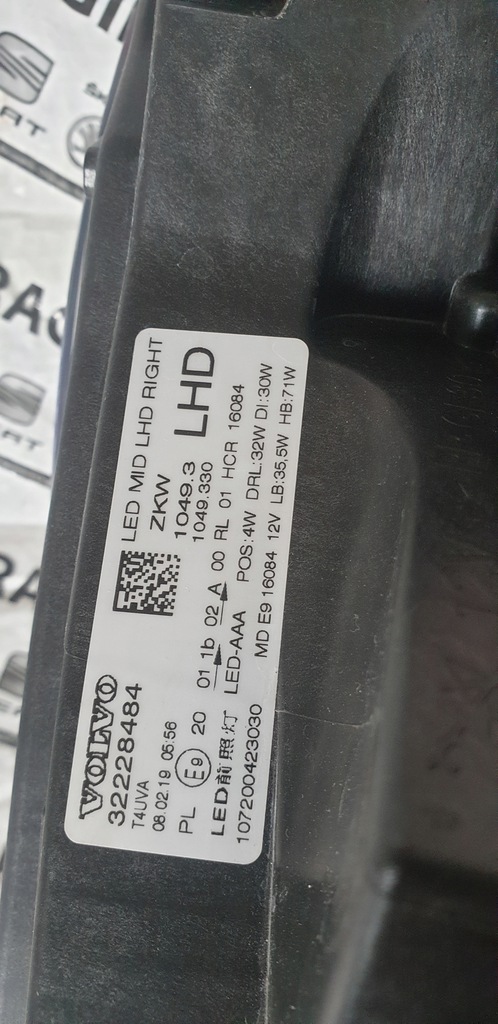 VOLVO
32228484
T4UVA
08.02.19 05:56
PL E9 20 01 1b 02 A 00 RL 01 HCR 16084
LED前照灯 LED-AAA POS:4W DRL:32W DI:30W
107200423030 MD E9 16084 12V LB:35,5W HB:71W
LED MID LHD RIGHT
ZKW
1049.3
1049.330
LHD